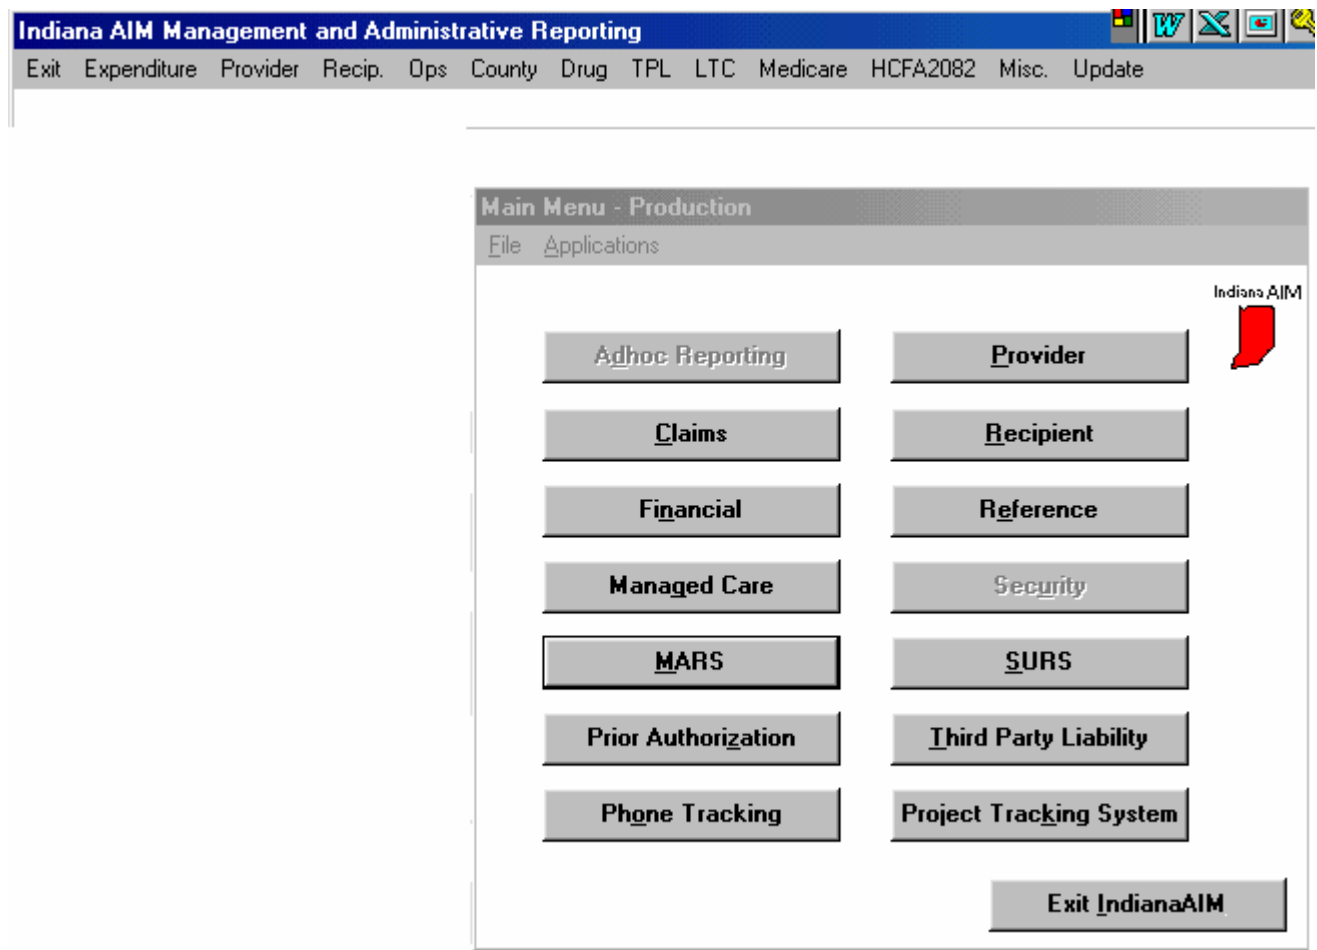 Indiana AIM Management and Administrative Reporting
Exit Expenditure Provider Recip. Ops County Drug TPL LTC Medicare HCFA2082 Misc. Update
Main Menu - Production
File Applications
Indiana AIM
Adhoc Reporting Provider
Claims Recipient
Financial Reference
Managed Care Security
MARS SURS
Prior Authorization Third Party Liability
Phone Tracking Project Tracking System
Exit IndianaAIM